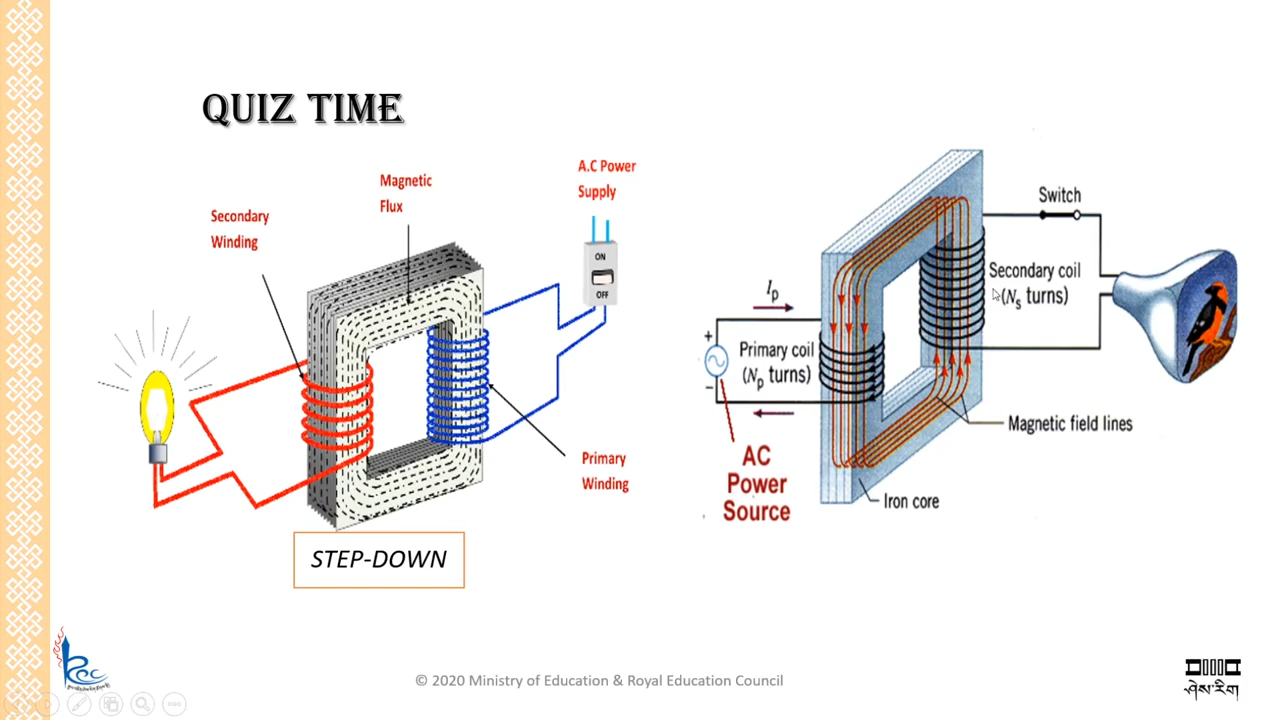 QUIZ TIME
Secondary
Winding
Magnetic
Flux
A.C Power
Supply
ON
OFF
Primary
Winding
STEP-DOWN
Switch
Secondary coil
(Ns turns)
Ip
+
Primary coil
(Np turns)
−
Magnetic field lines
AC
Power
Source
Iron core
© 2020 Ministry of Education & Royal Education Council
ཤེས་རིག